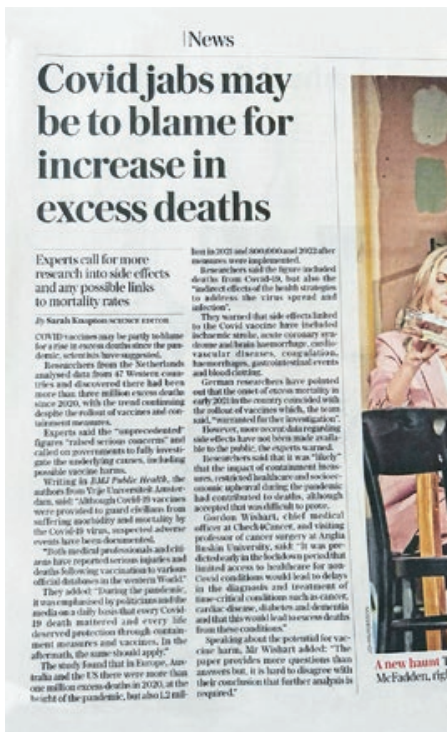 News
Covid jabs may
be to blame for
increase in
excess deaths
Experts call for more
research into side effects
and any possible links
to mortality rates
By Sarah Knapton SCIENCE EDITOR
COVID vaccines may be partly to blame
for a rise in excess deaths since the pan-
demic, scientists have suggested.
Researchers from the Netherlands
analysed data from 47 Western coun-
tries and discovered there had been
more than three million excess deaths
since 2020, with the trend continuing
despite the rollout of vaccines and con-
tainment measures.
Experts said the "unprecedented"
figures "raised serious concerns" and
called on governments to fully investi-
gate the underlying causes, including
possible vaccine harms.
Writing in BMJ Public Health, the
authors from Vrije Universiteit Amster-
dam, said: "Although Covid-19 vaccines
were provided to guard civilians from
suffering morbidity and mortality by
the Covid-19 virus, suspected adverse
events have been documented.
"Both medical professionals and citi-
zens have reported serious injuries and
deaths following vaccination to various
official databases in the western World."
They added: "During the pandemic,
it was emphasised by politicians and the
media on a daily basis that every Covid-
19 death mattered and every life
deserved protection through contain-
ment measures and vaccines. In the
aftermath, the same should apply."
The study found that in Europe, Aus-
tralia and the US there were more than
one million excess deaths in 2020, at the
height of the pandemic, but also 1.2 mil-
lion in 2021 and 800,000 and 2022 after
measures were implemented.
Researchers said the figure included
deaths from Covid-19, but also the
"indirect effects of the health strategies
to address the virus spread and
infection".
They warned that side effects linked
to the Covid vaccine have included
ischaemic stroke, acute coronary syn-
drome and brain haemorrhage, cardio-
vascular diseases, coagulation,
haemorrhages, gastrointestinal events
and blood clotting.
German researchers have pointed
out that the onset of excess mortality in
early 2021 in the country coincided with
the rollout of vaccines which, the team
said, "warranted further investigation".
However, more recent data regarding
side effects have not been made availa-
ble to the public, the experts warned.
Researchers said that it was "likely"
that the impact of containment meas-
ures, restricted healthcare and socioec-
onomic upheaval during the pandemic
had contributed to deaths, although
accepted that was difficult to prove.
Gordon Wishart, chief medical
officer at Check4Cancer, and visiting
professor of cancer surgery at Anglia
Ruskin University, said: "It was pre-
dicted early in the lockdown period that
limited access to healthcare for non-
Covid conditions would lead to delays
in the diagnosis and treatment of
time-critical conditions such as cancer,
cardiac disease, diabetes and dementia
and that this would lead to excess deaths
from these conditions."
Speaking about the potential for vac-
cine harm, Mr Wishart added: "The
paper provides more questions than
answers but, it is hard to disagree with
their conclusion that further analysis is
required."
A new haunt
McFadden, rig